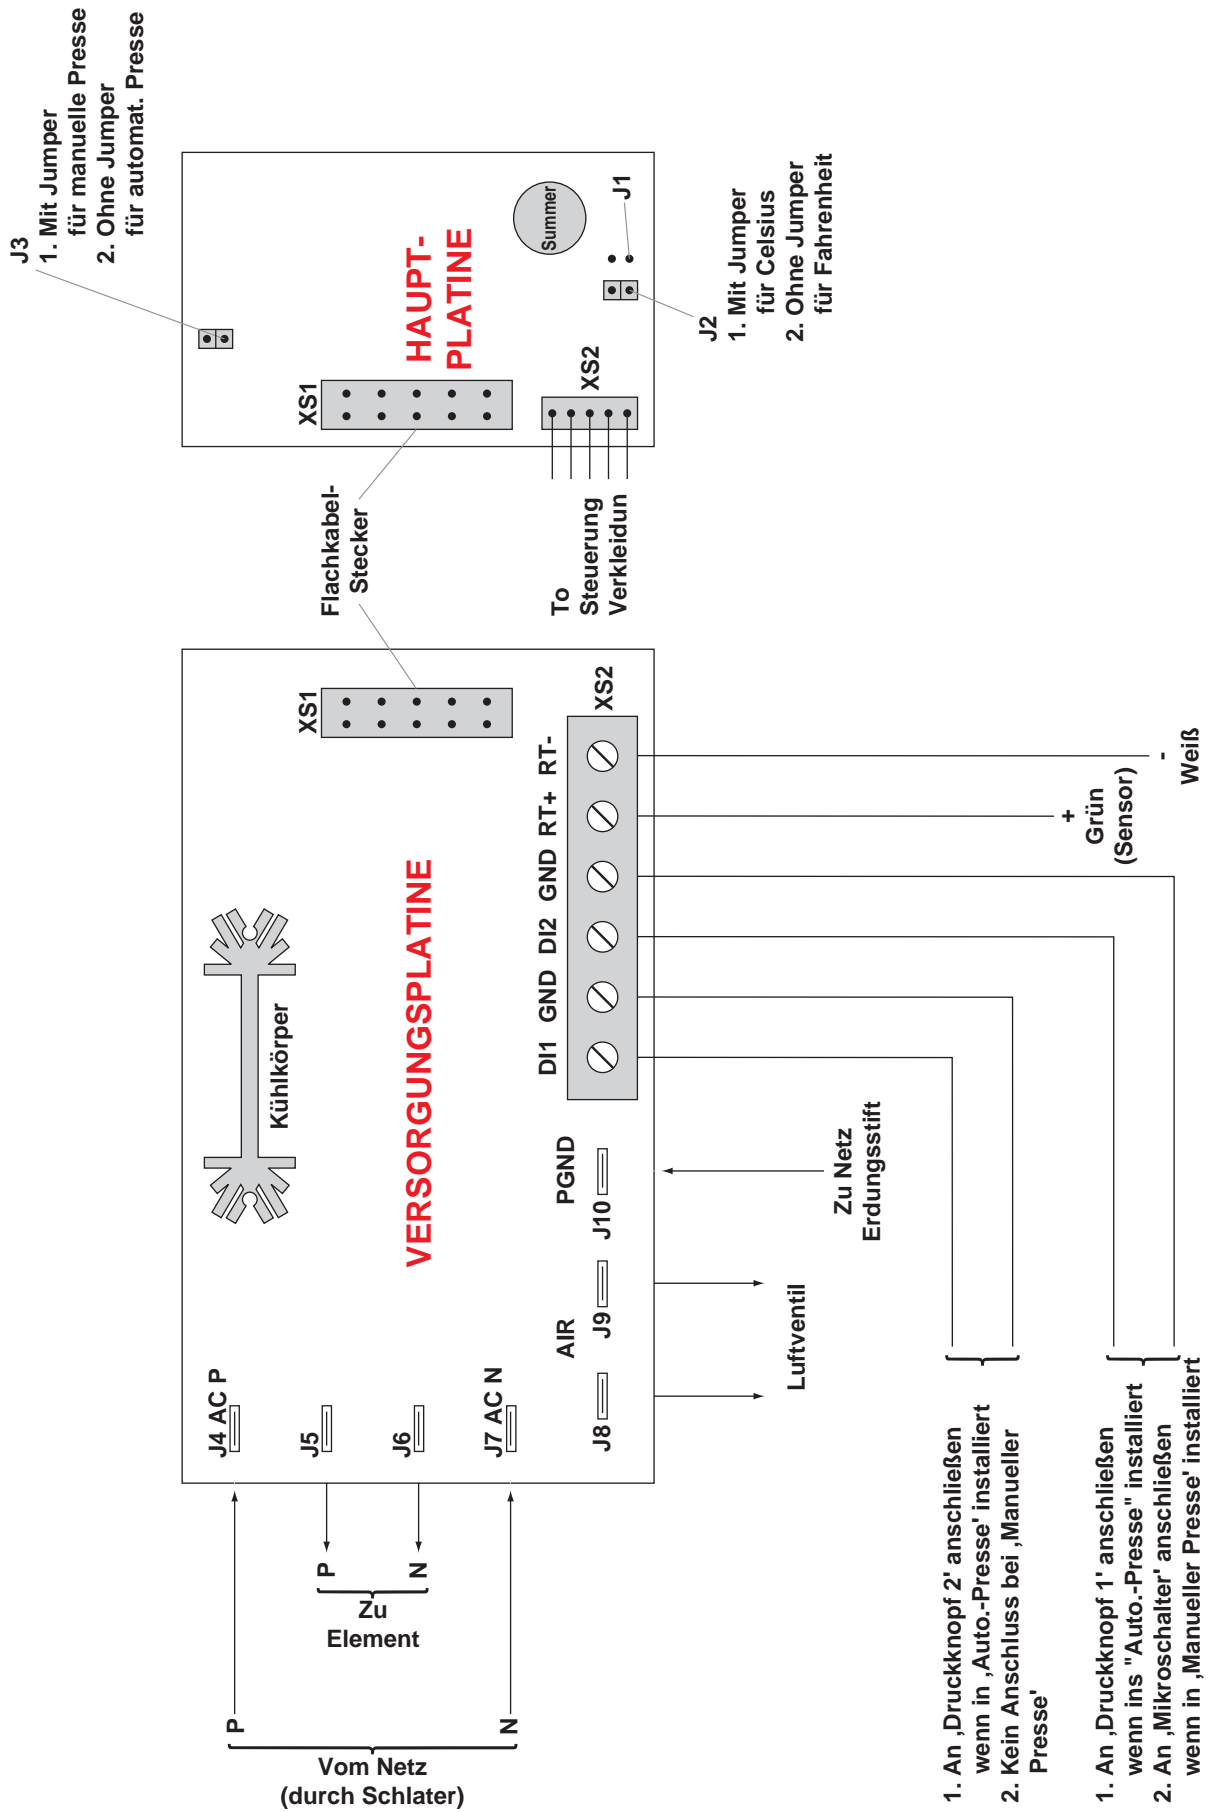 J3
1. Mit Jumper
für manuelle Presse
2. Ohne Jumper
für automat. Presse
XS1
HAUPT-
PLATINE
Summer
J1
J2
1. Mit Jumper
für Celsius
2. Ohne Jumper
für Fahrenheit
XS2
Flachkabel-
Stecker
To
Steuerung
Verkleidun
XS1
XS2
Kühlkörper
VERSORGUNGSPLATINE
DI1 GND DI2 GND RT+ RT-
J4 AC P
J5
J6
J7 AC N
AIR
PGND
J8
J9
J10
P
N
Zu
Element
P
N
Vom Netz
(durch Schlater)
Luftventil
Zu Netz
Erdungsstift
+
Grün
(Sensor)
-
Weiß
1. An ‚Druckknopf 2' anschließen
wenn in ‚Auto.-Presse' installiert
2. Kein Anschluss bei ‚Manueller
Presse'
1. An ‚Druckknopf 1' anschließen
wenn ins "Auto.-Presse" installiert
2. An ‚Mikroschalter' anschließen
wenn in ‚Manueller Presse' installiert